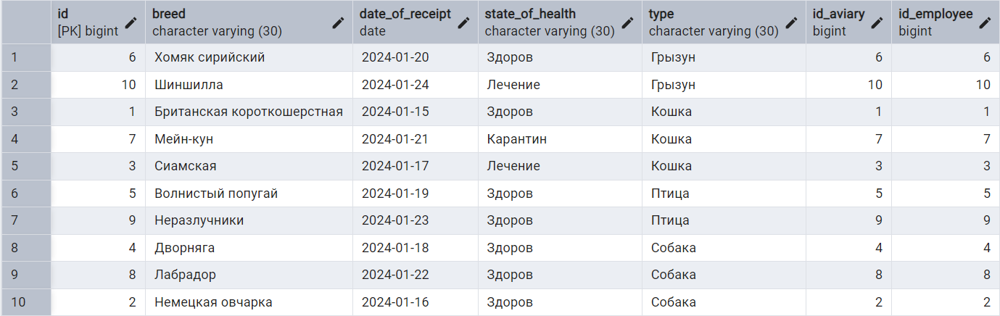 id breed date_of_receipt state_of_health type id_aviary id_employee
[PK] bigint character varying (30) date character varying (30) character varying (30) bigint bigint
1 6 Хомяк сирийский 2024-01-20 Здоров Грызун 6 6
2 10 Шиншилла 2024-01-24 Лечение Грызун 10 10
3 1 Британская короткошерстная 2024-01-15 Здоров Кошка 1 1
4 7 Мейн-кун 2024-01-21 Карантин Кошка 7 7
5 3 Сиамская 2024-01-17 Лечение Кошка 3 3
6 5 Волнистый попугай 2024-01-19 Здоров Птица 5 5
7 9 Неразлучники 2024-01-23 Здоров Птица 9 9
8 4 Дворняга 2024-01-18 Здоров Собака 4 4
9 8 Лабрадор 2024-01-22 Здоров Собака 8 8
10 2 Немецкая овчарка 2024-01-16 Здоров Собака 2 2